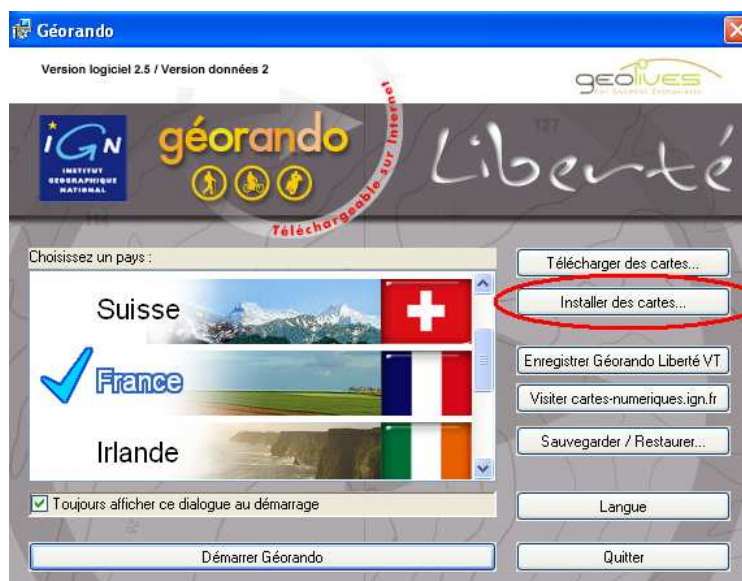 Géorando
Version logiciel 2.5 / Version données 2
geolives
IGN
INSTITUT
GEOGRAPHIQUE
NATIONAL
géorando
Téléchargeable sur Internet
Liberté
127
Choisissez un pays :
Suisse
France
Irlande
Toujours afficher ce dialogue au démarrage
Démarrer Géorando
Télécharger des cartes...
Installer des cartes...
Enregistrer Géorando Liberté VT
Visiter cartes-numeriques.ign.fr
Sauvegarder / Restaurer...
Langue
Quitter